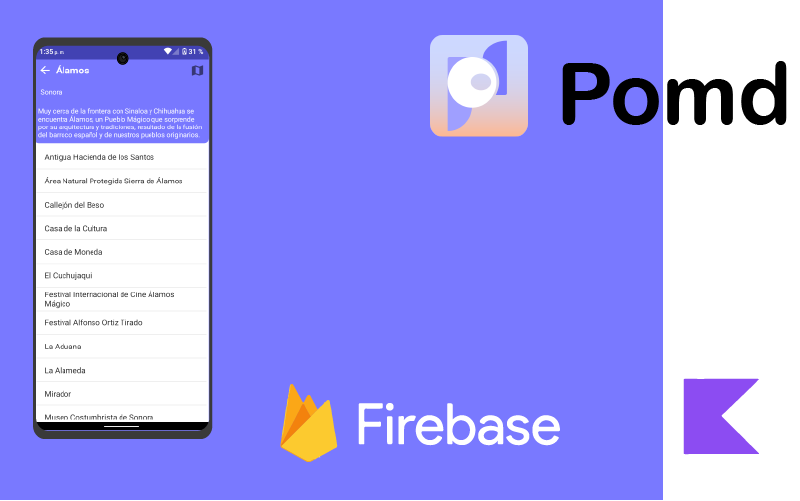 1:35 p. m.
31 %
Álamos
Sonora
Muy cerca de la frontera con Sinaloa y Chihuahua se
encuentra Álamos, un Pueblo Mágico que sorprende
por su arquitectura y tradiciones, resultado de la fusión
del barroco español y de nuestros pueblos originarios.
Antigua Hacienda de los Santos
Área Natural Protegida Sierra de Álamos
Callejón del Beso
Casa de la Cultura
Casa de Moneda
El Cuchujaqui
Festival Internacional de Cine Álamos
Mágico
Festival Alfonso Ortiz Tirado
La Aduana
La Alameda
Mirador
Museo Costumbrista de Sonora
Pomd
Firebase